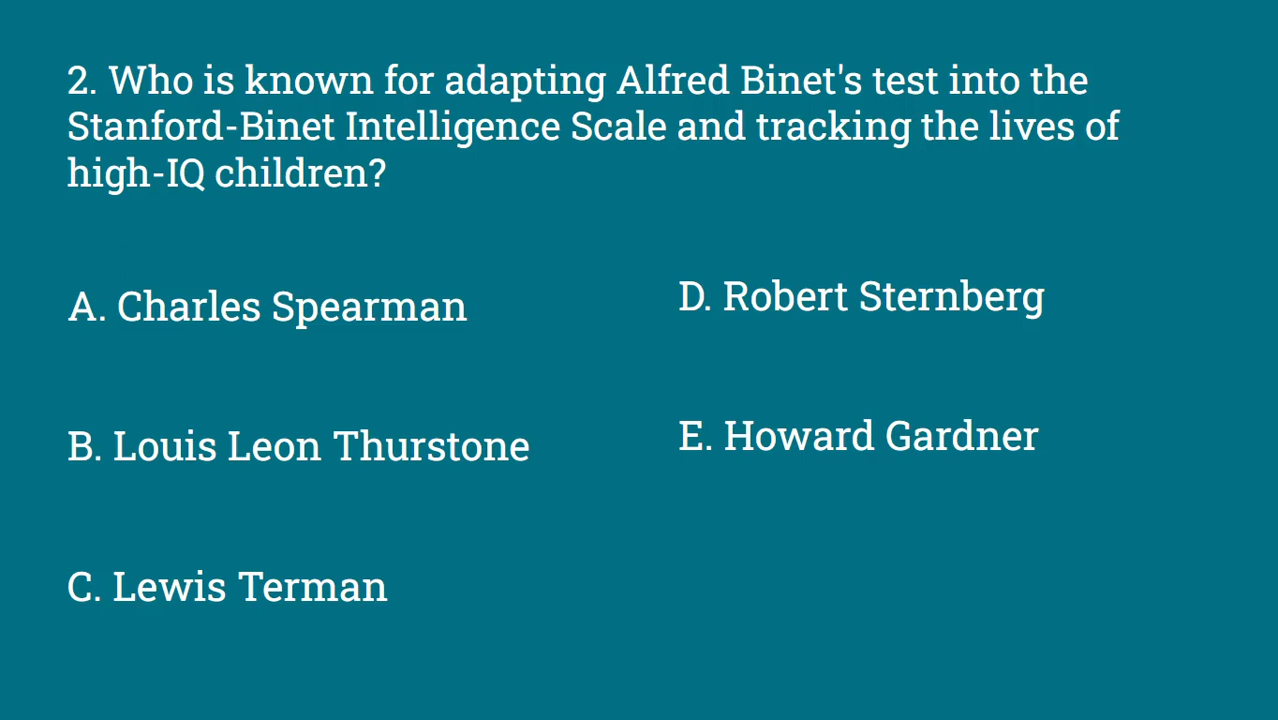 2. Who is known for adapting Alfred Binet's test into the
Stanford-Binet Intelligence Scale and tracking the lives of
high-IQ children?
A. Charles Spearman
B. Louis Leon Thurstone
C. Lewis Terman
D. Robert Sternberg
E. Howard Gardner